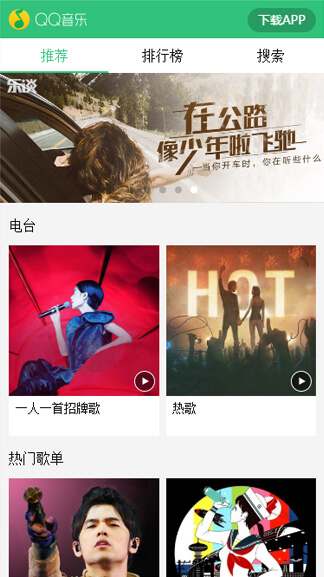 QQ音乐
下载APP
推荐
排行榜
搜索
乐谈
在公路
像少年啦飞驰
当你开车时，你在听些什么
电台
HOT
一人一首招牌歌
热歌
热门歌单